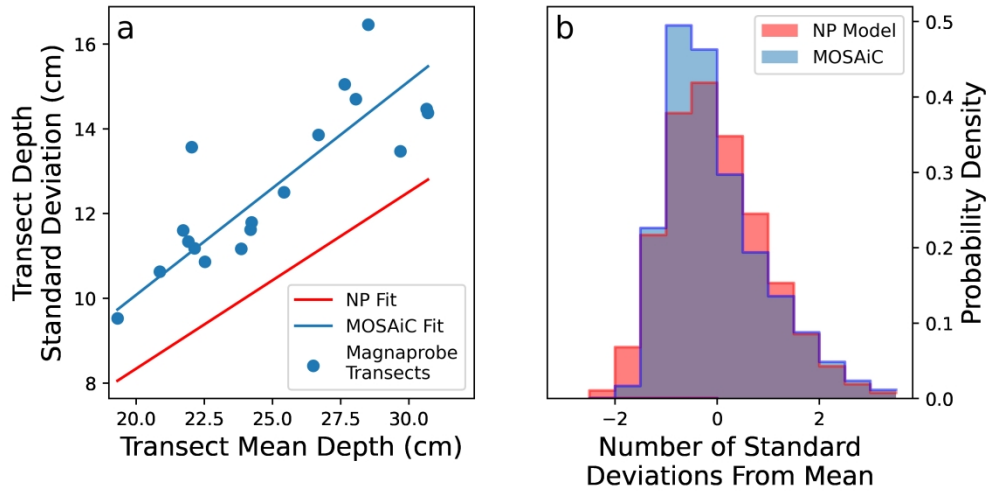 a
Transect Depth
Standard Deviation (cm)
16
14
12
10
8
20.0 22.5 25.0 27.5 30.0
Transect Mean Depth (cm)
NP Fit
MOSAiC Fit
Magnaprobe
Transects
b
NP Model
MOSAiC
0.5
0.4
0.3
0.2
0.1
0.0
Probability Density
−2 0 2
Number of Standard
Deviations From Mean